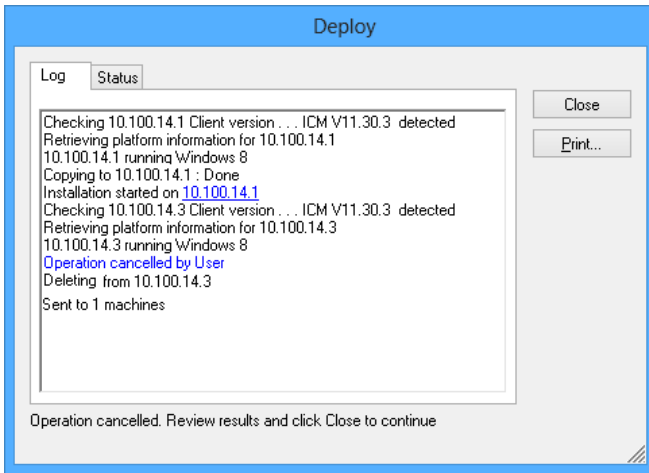 Deploy
Log
Status
Close
Print...
Checking 10.100.14.1 Client version . . . ICM V11.30.3  detected
Retrieving platform information for 10.100.14.1
10.100.14.1 running Windows 8
Copying to 10.100.14.1 : Done
Installation started on 10.100.14.1
Checking 10.100.14.3 Client version . . . ICM V11.30.3  detected
Retrieving platform information for 10.100.14.3
10.100.14.3 running Windows 8
Operation cancelled by User
Deleting from 10.100.14.3
Sent to 1 machines
Operation cancelled. Review results and click Close to continue